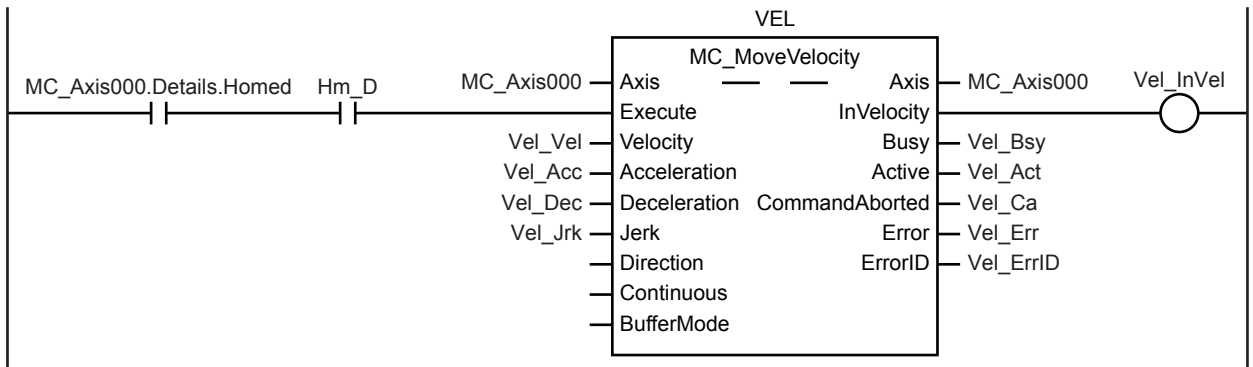 VEL
MC_MoveVelocity
MC_Axis000.Details.Homed Hm_D MC_Axis000 Axis Axis MC_Axis000 Vel_InVel
Execute InVelocity
Vel_Vel Velocity Busy Vel_Bsy
Vel_Acc Acceleration Active Vel_Act
Vel_Dec Deceleration CommandAborted Vel_Ca
Vel_Jrk Jerk Error Vel_Err
Direction ErrorID Vel_ErrID
Continuous
BufferMode